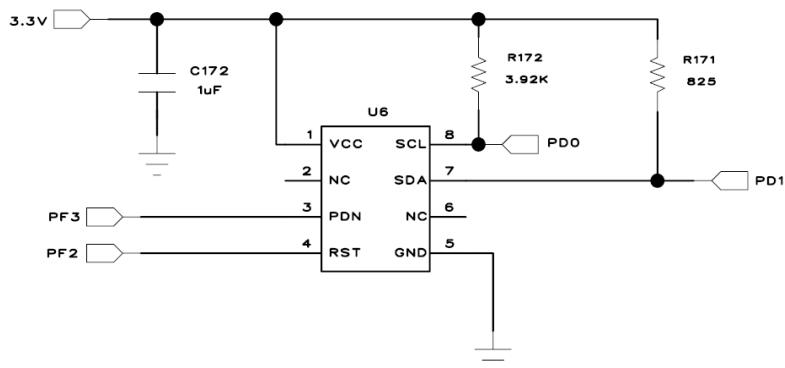 3.3V
C172
1uF
R172
3.92K
R171
825
U6
1 VCC SCL 8 PD0
2 NC SDA 7 PD1
PF3 3 PDN NC 6
PF2 4 RST GND 5